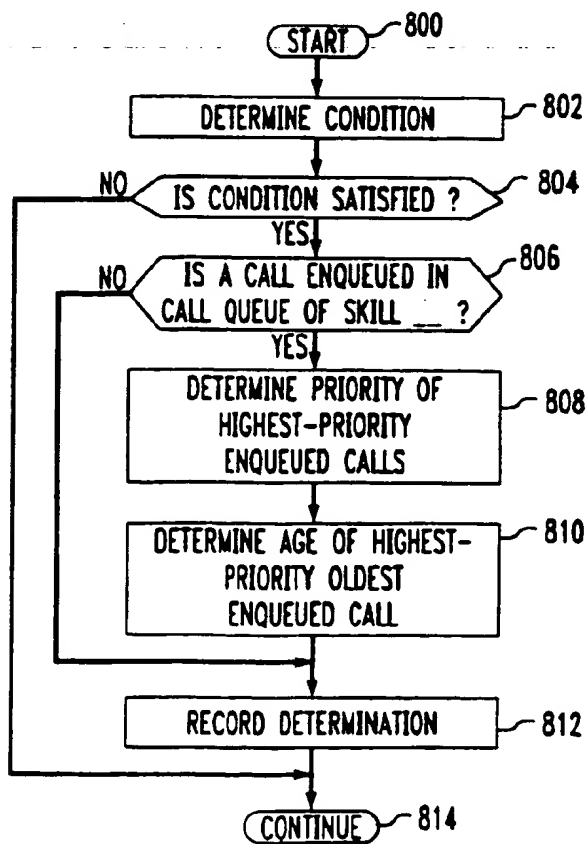 START 800
DETERMINE CONDITION 802
NO
IS CONDITION SATISFIED ? 804
YES
NO
IS A CALL ENQUEUED IN
CALL QUEUE OF SKILL __ ? 806
YES
DETERMINE PRIORITY OF
HIGHEST-PRIORITY
ENQUEUED CALLS
808
DETERMINE AGE OF HIGHEST-
PRIORITY OLDEST
ENQUEUED CALL
810
RECORD DETERMINATION 812
CONTINUE 814